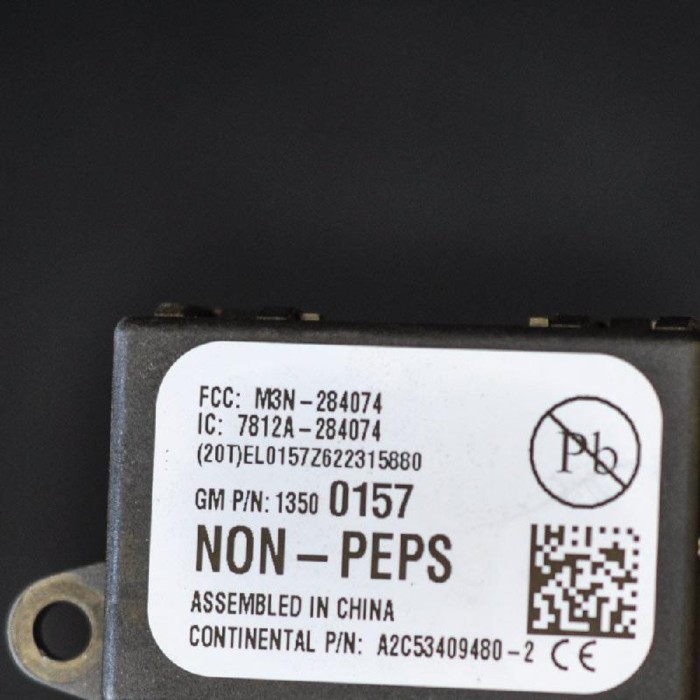 FCC: M3N-284074
IC: 7812A-284074
(20T)EL0157Z622315880
Pb
GM P/N: 1350 0157
NON-PEPS
ASSEMBLED IN CHINA
CONTINENTAL P/N: A2C53409480-2 CE